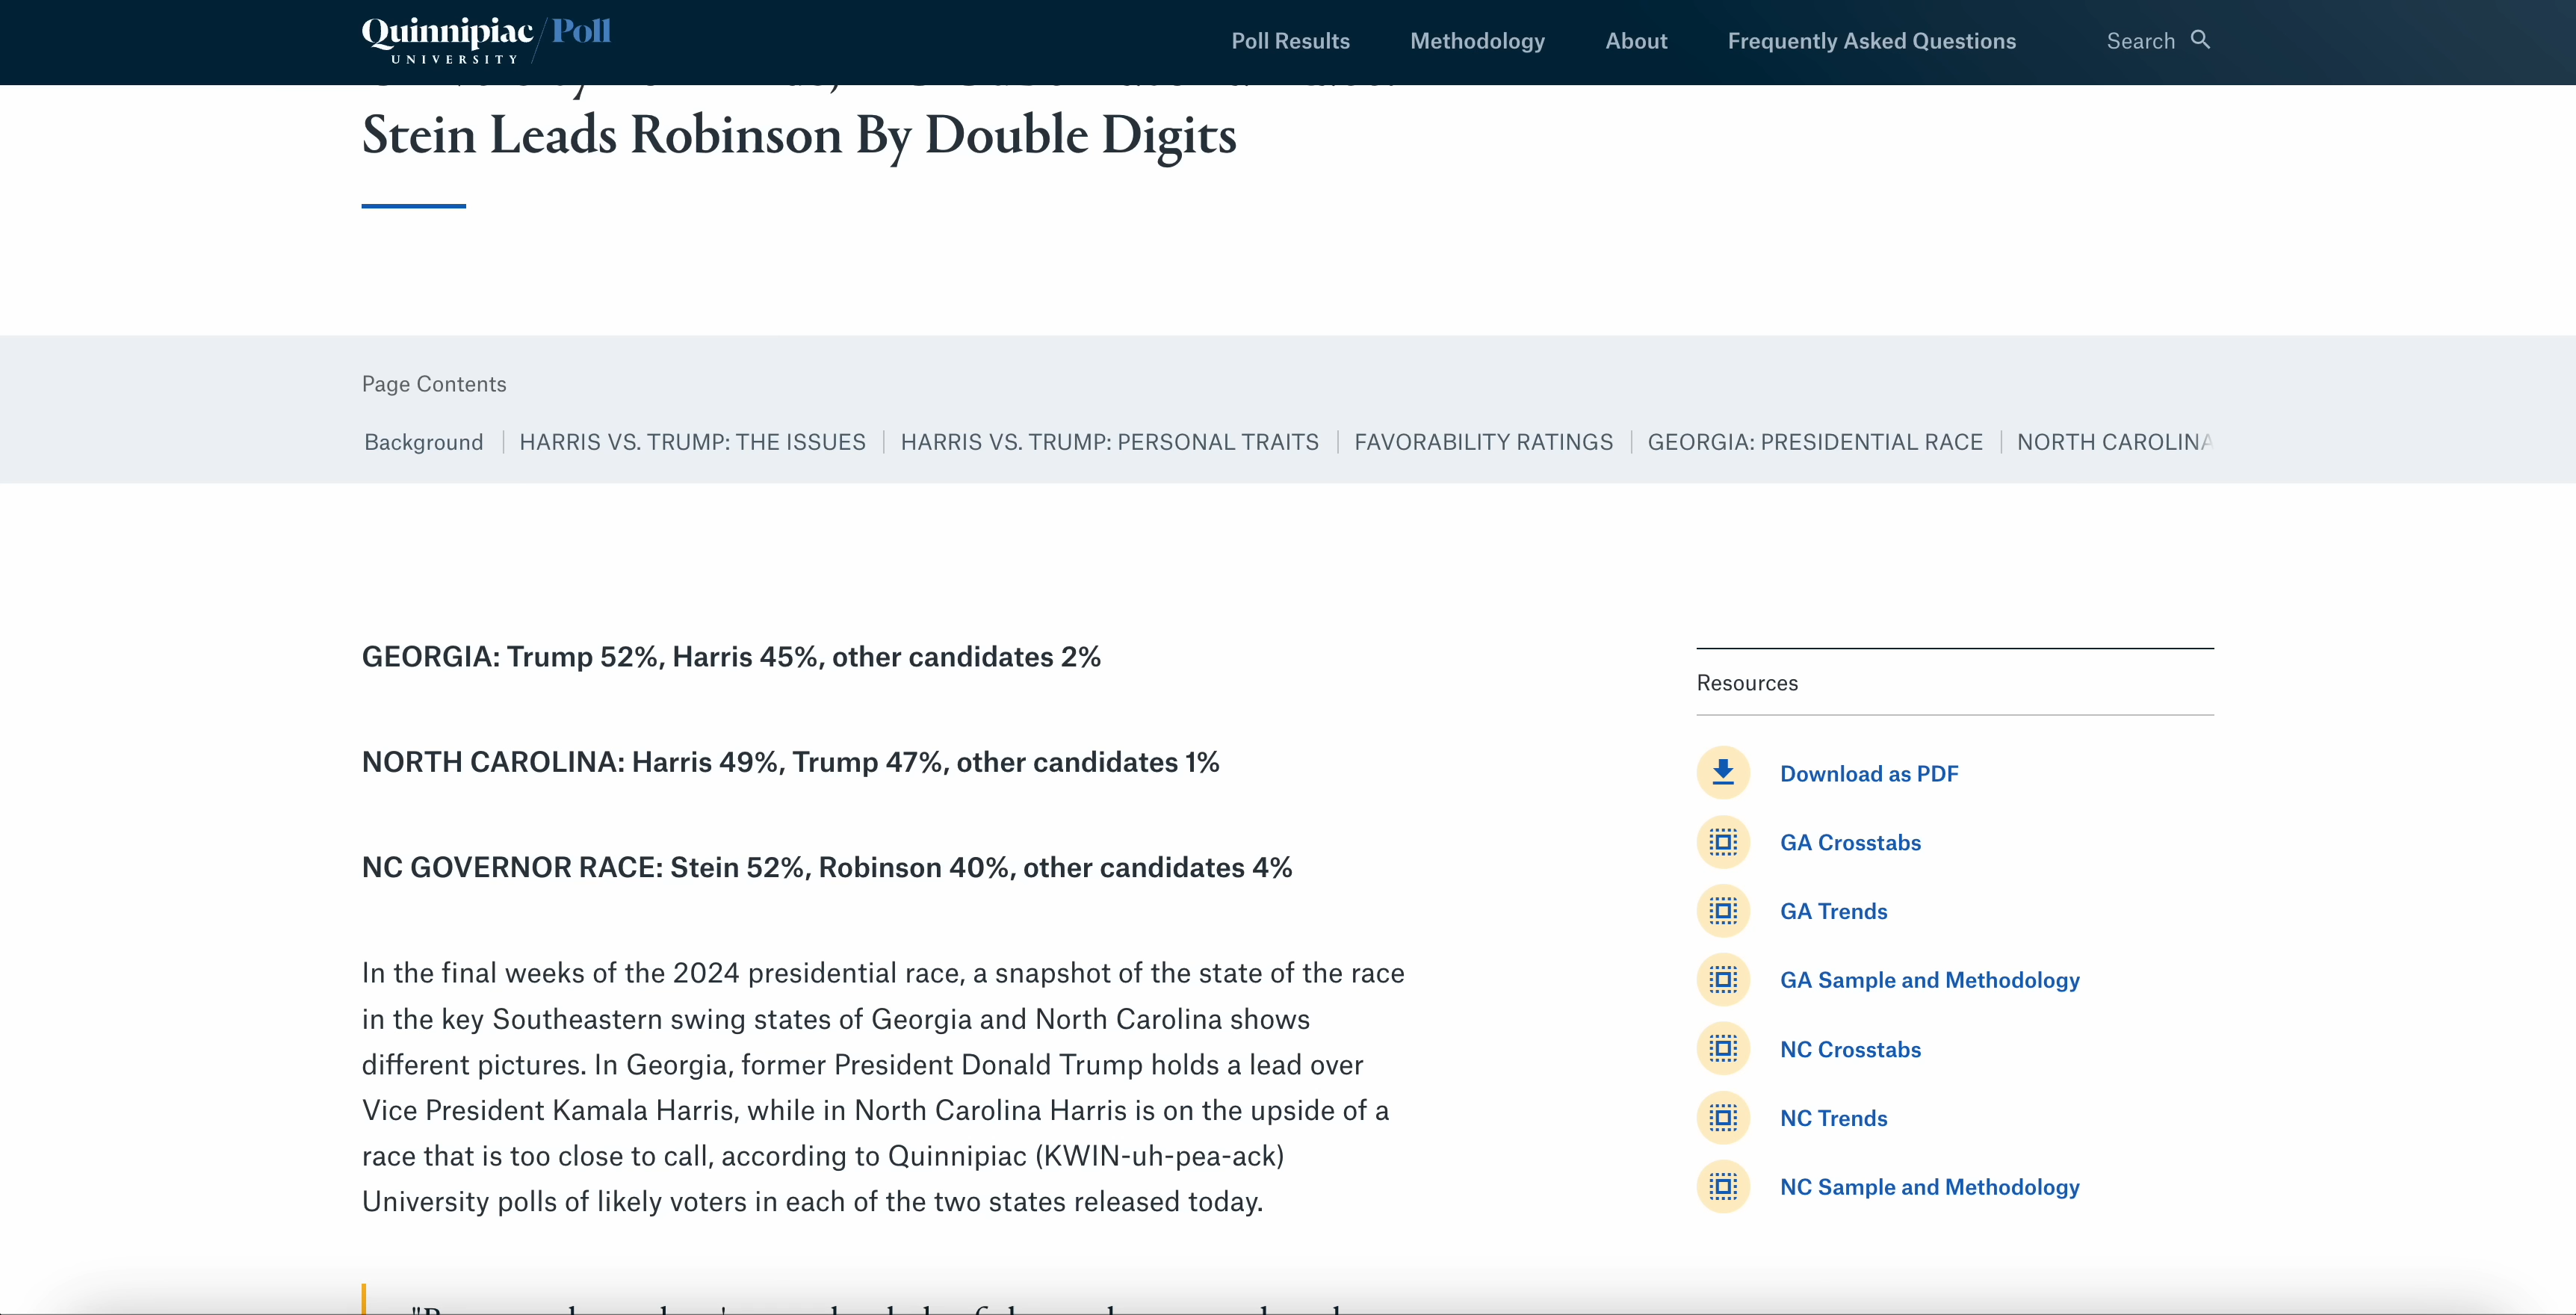 Quinnipiac / Poll
UNIVERSITY
Poll Results
Methodology
About
Frequently Asked Questions
Search
Stein Leads Robinson By Double Digits
Page Contents
Background
HARRIS VS. TRUMP: THE ISSUES
HARRIS VS. TRUMP: PERSONAL TRAITS
FAVORABILITY RATINGS
GEORGIA: PRESIDENTIAL RACE
NORTH CAROLINA
GEORGIA: Trump 52%, Harris 45%, other candidates 2%
NORTH CAROLINA: Harris 49%, Trump 47%, other candidates 1%
NC GOVERNOR RACE: Stein 52%, Robinson 40%, other candidates 4%
In the final weeks of the 2024 presidential race, a snapshot of the state of the race
in the key Southeastern swing states of Georgia and North Carolina shows
different pictures. In Georgia, former President Donald Trump holds a lead over
Vice President Kamala Harris, while in North Carolina Harris is on the upside of a
race that is too close to call, according to Quinnipiac (KWIN-uh-pea-ack)
University polls of likely voters in each of the two states released today.
Resources
Download as PDF
GA Crosstabs
GA Trends
GA Sample and Methodology
NC Crosstabs
NC Trends
NC Sample and Methodology